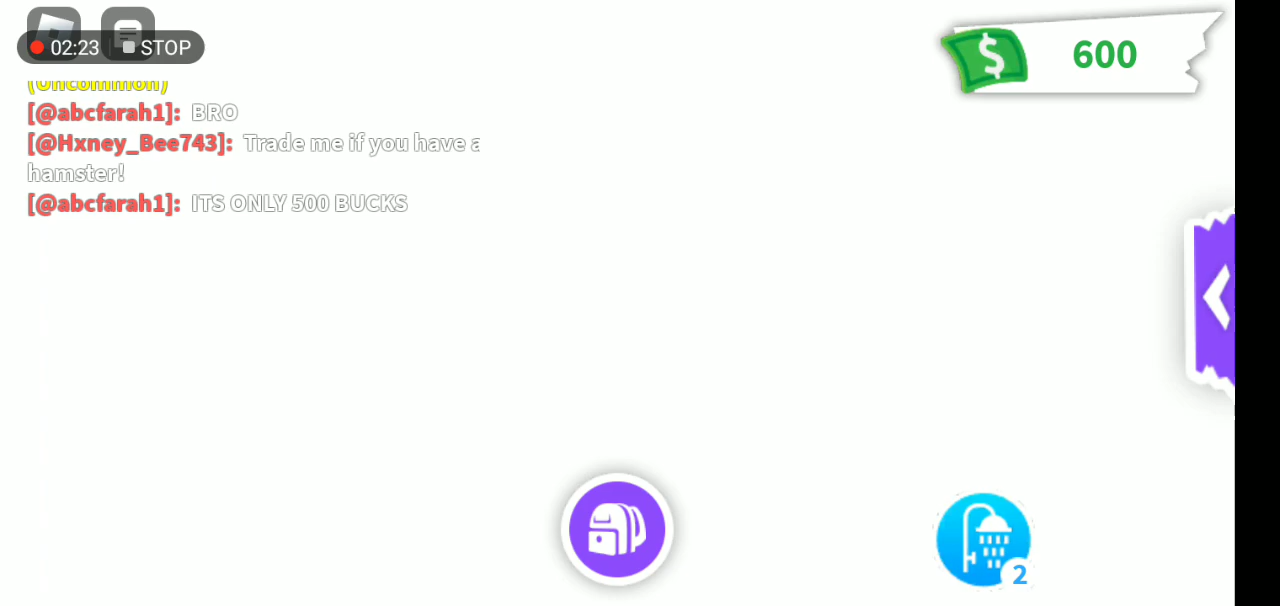 02:23 STOP
600
(Uncommon)
[@abcfarah1]: BRO
[@Hxney_Bee743]: Trade me if you have a
hamster!
[@abcfarah1]: ITS ONLY 500 BUCKS
2